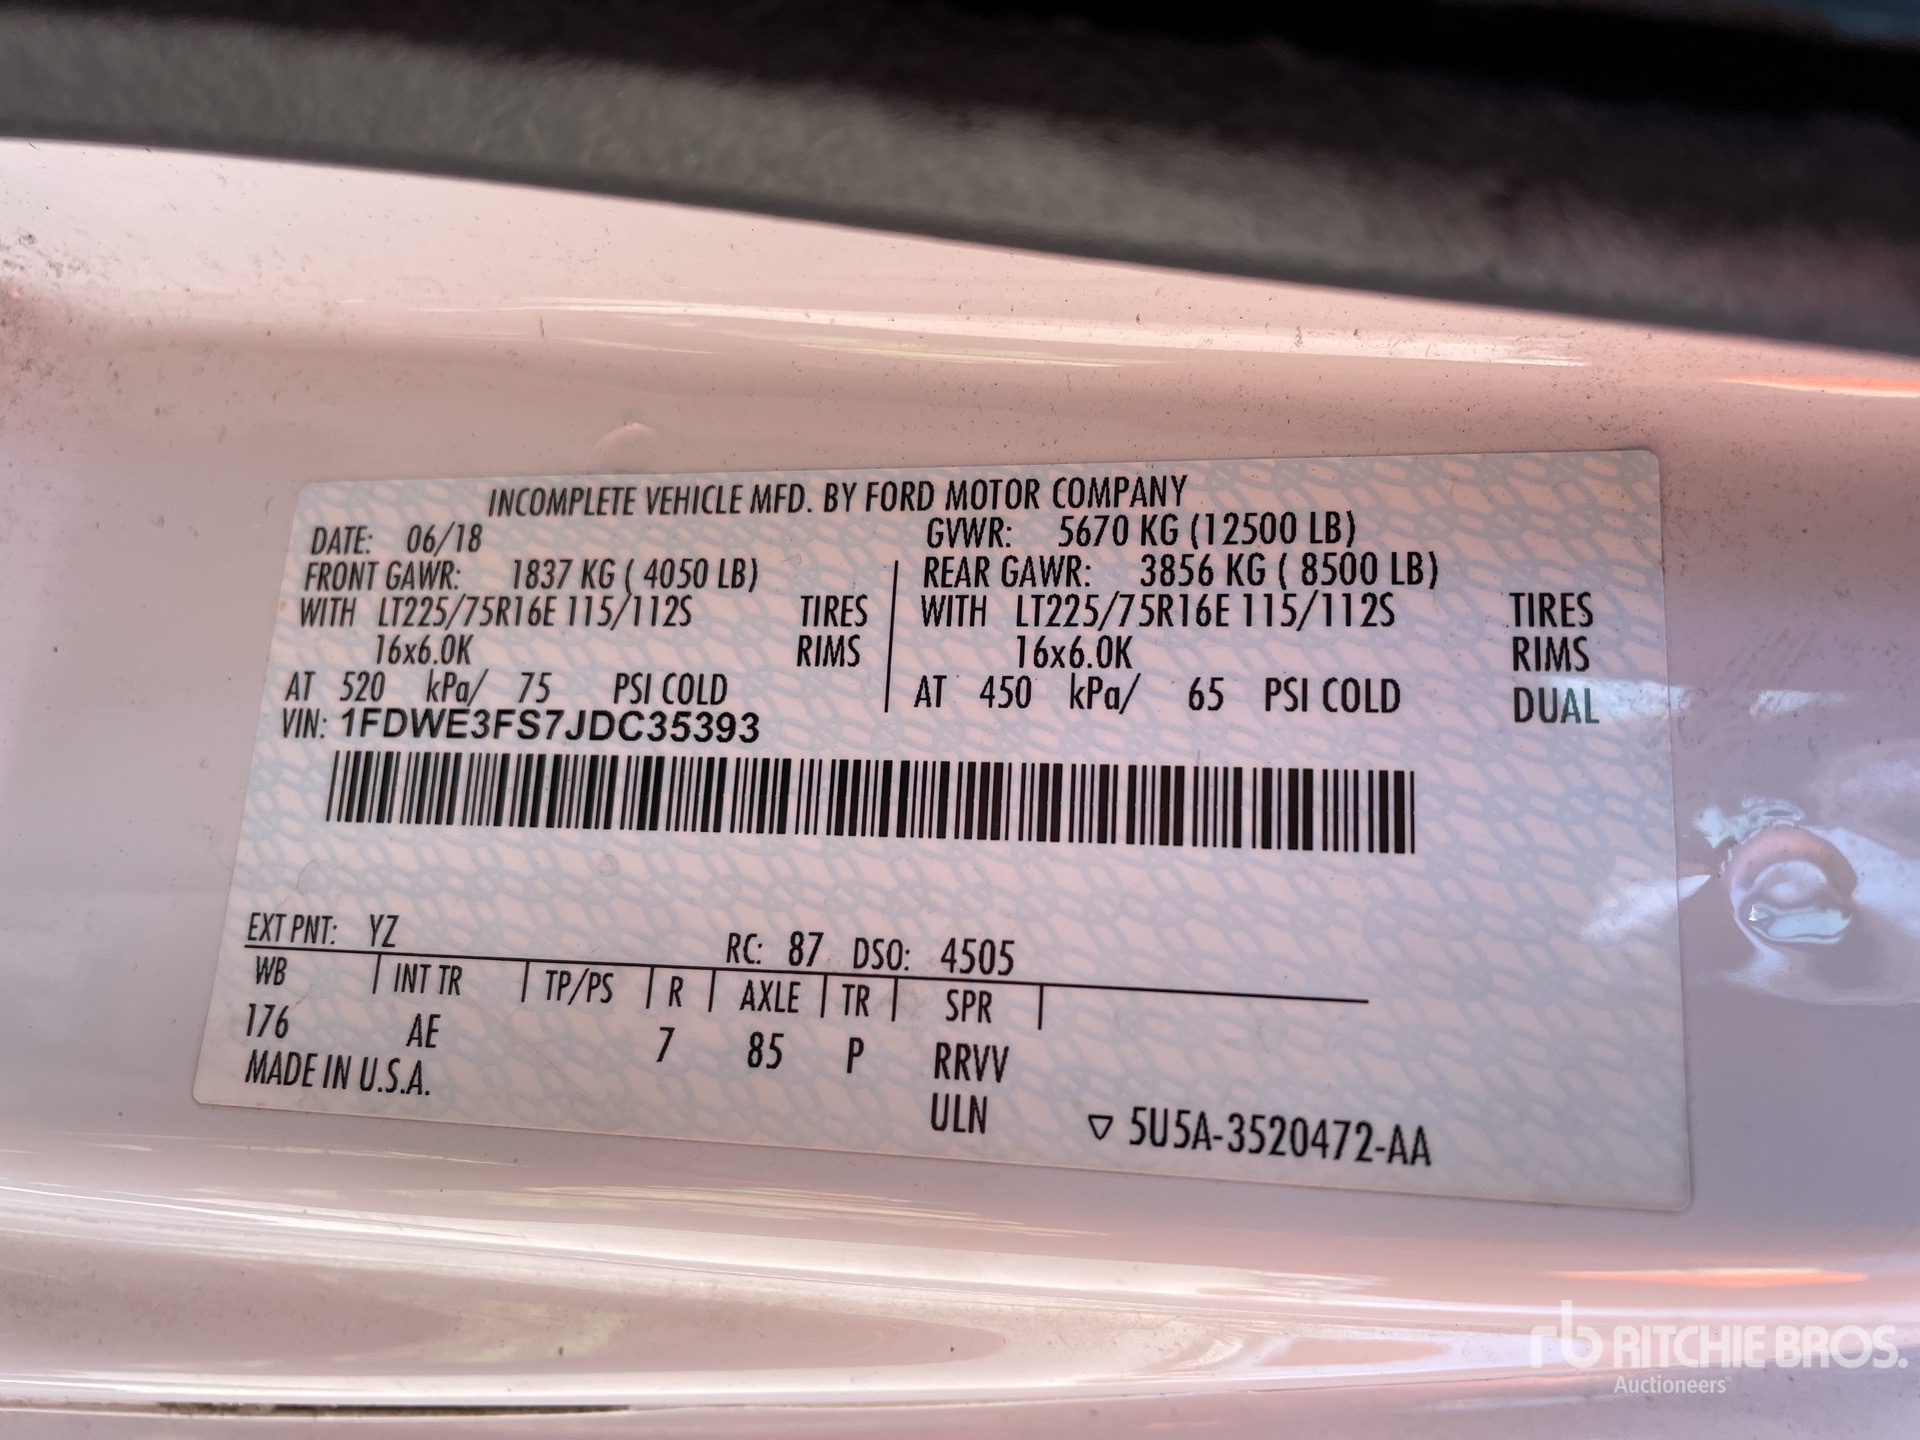 INCOMPLETE VEHICLE MFD. BY FORD MOTOR COMPANY
DATE: 06/18 GVWR: 5670 KG (12500 LB)
FRONT GAWR: 1837 KG ( 4050 LB) REAR GAWR: 3856 KG ( 8500 LB)
WITH LT225/75R16E 115/112S TIRES WITH LT225/75R16E 115/112S TIRES
16x6.0K RIMS 16x6.0K RIMS
AT 520 kPa/ 75 PSI COLD AT 450 kPa/ 65 PSI COLD DUAL
VIN: 1FDWE3FS7JDC35393
EXT PNT: YZ RC: 87 DSO: 4505
WB INT TR TP/PS R AXLE TR SPR
176 AE 7 85 P RRVV
MADE IN U.S.A. ULN ▽ 5U5A-3520472-AA
rb RITCHIE BROS.
Auctioneers